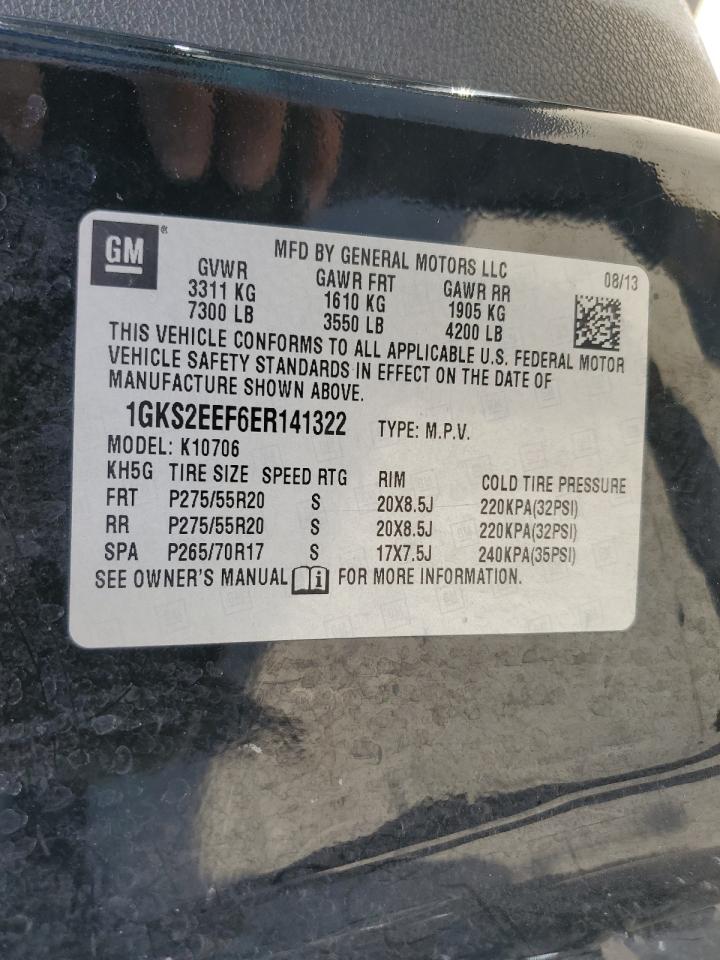 GM® MFD BY GENERAL MOTORS LLC 08/13
GVWR GAWR FRT GAWR RR
3311 KG 1610 KG 1905 KG
7300 LB 3550 LB 4200 LB
THIS VEHICLE CONFORMS TO ALL APPLICABLE U.S. FEDERAL MOTOR
VEHICLE SAFETY STANDARDS IN EFFECT ON THE DATE OF
MANUFACTURE SHOWN ABOVE.
1GKS2EEF6ER141322 TYPE: M.P.V.
MODEL: K10706
KH5G TIRE SIZE SPEED RTG RIM COLD TIRE PRESSURE
FRT P275/55R20 S 20X8.5J 220KPA(32PSI)
RR P275/55R20 S 20X8.5J 220KPA(32PSI)
SPA P265/70R17 S 17X7.5J 240KPA(35PSI)
SEE OWNER'S MANUAL i FOR MORE INFORMATION.